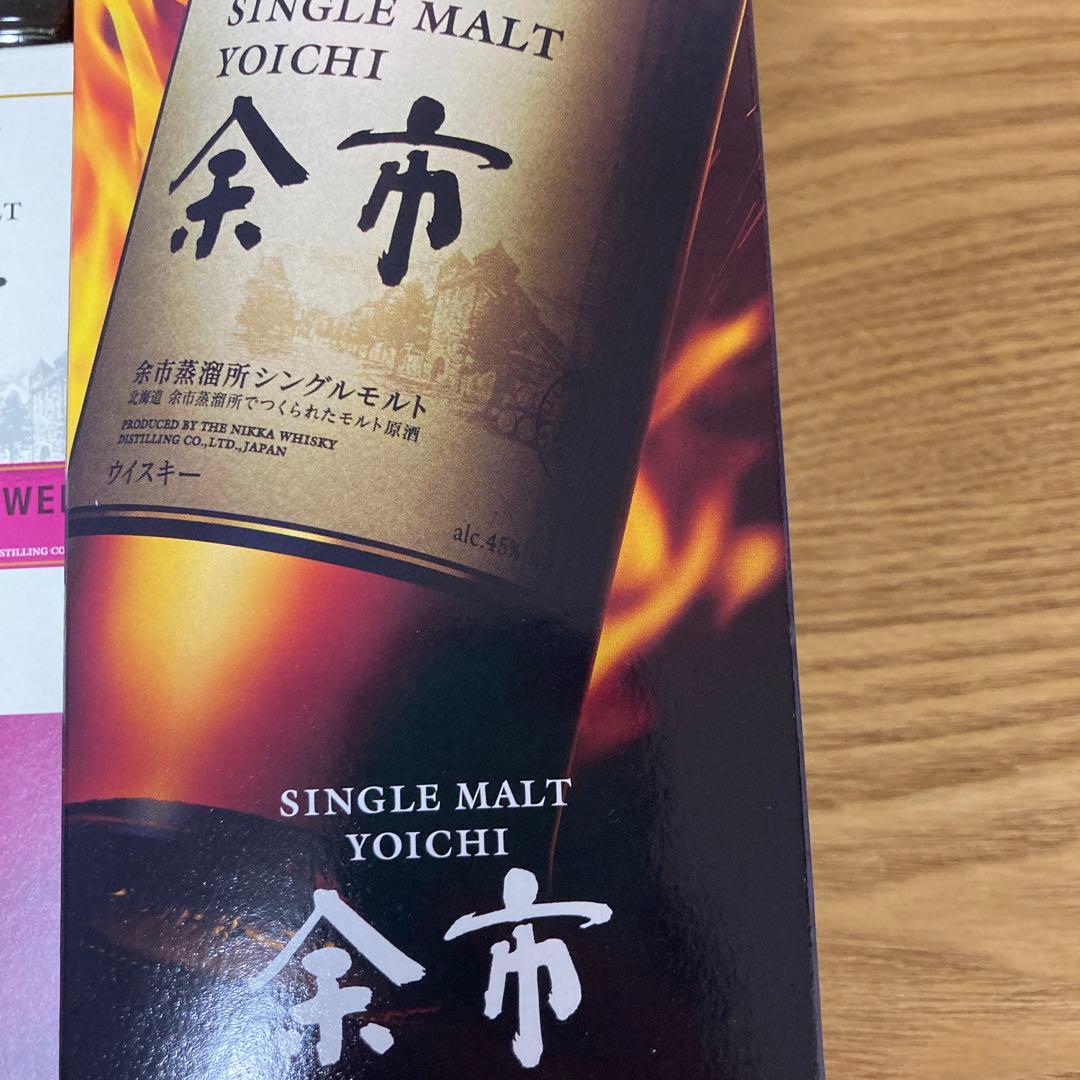 SINGLE MALT
YOICHI
余市
余市蒸溜所シングルモルト
北海道 余市蒸溜所でつくられたモルト原酒
PRODUCED BY THE NIKKA WHISKY
DISTILLING CO.,LTD.,JAPAN
ウイスキー
alc.45%
SINGLE MALT
YOICHI
余市